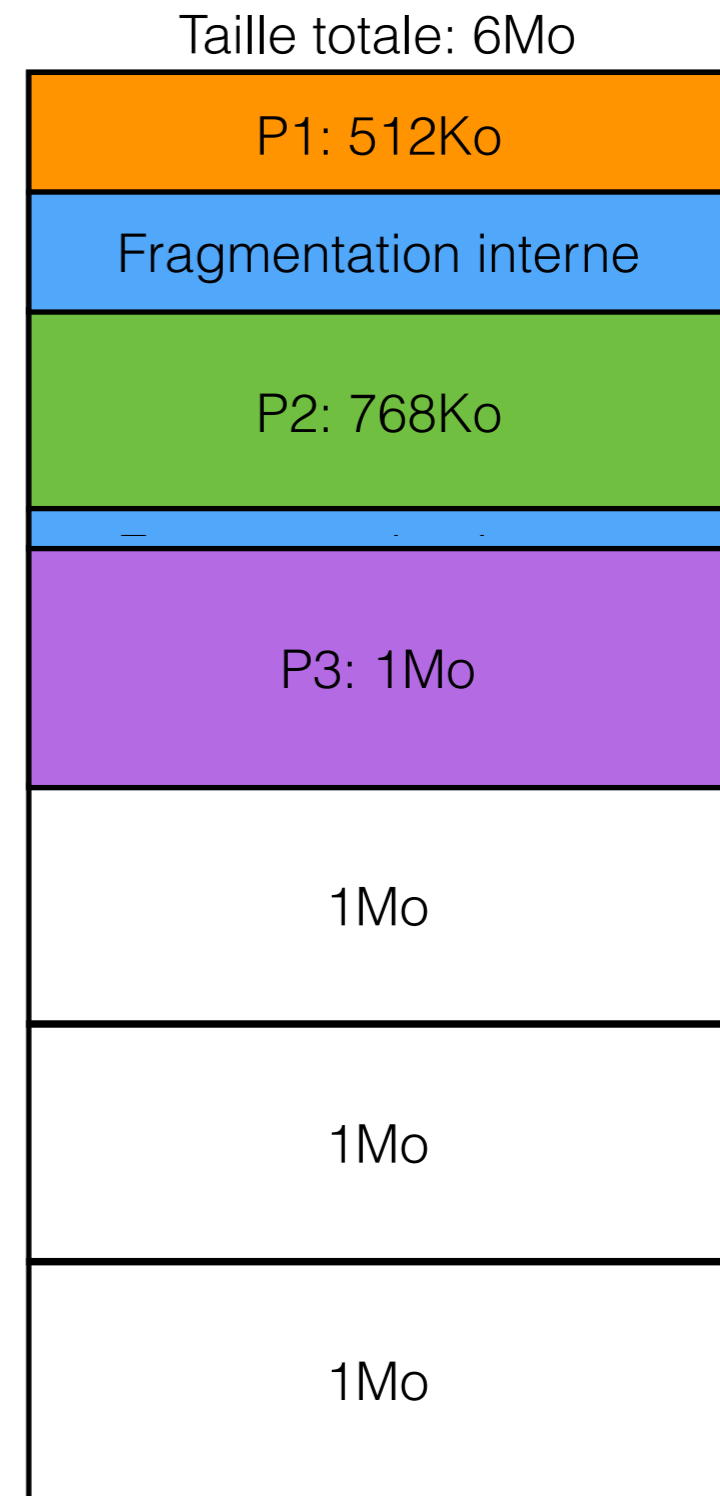 Taille totale: 6Mo
P1: 512Ko
Fragmentation interne
P2: 768Ko
P3: 1Mo
1Mo
1Mo
1Mo